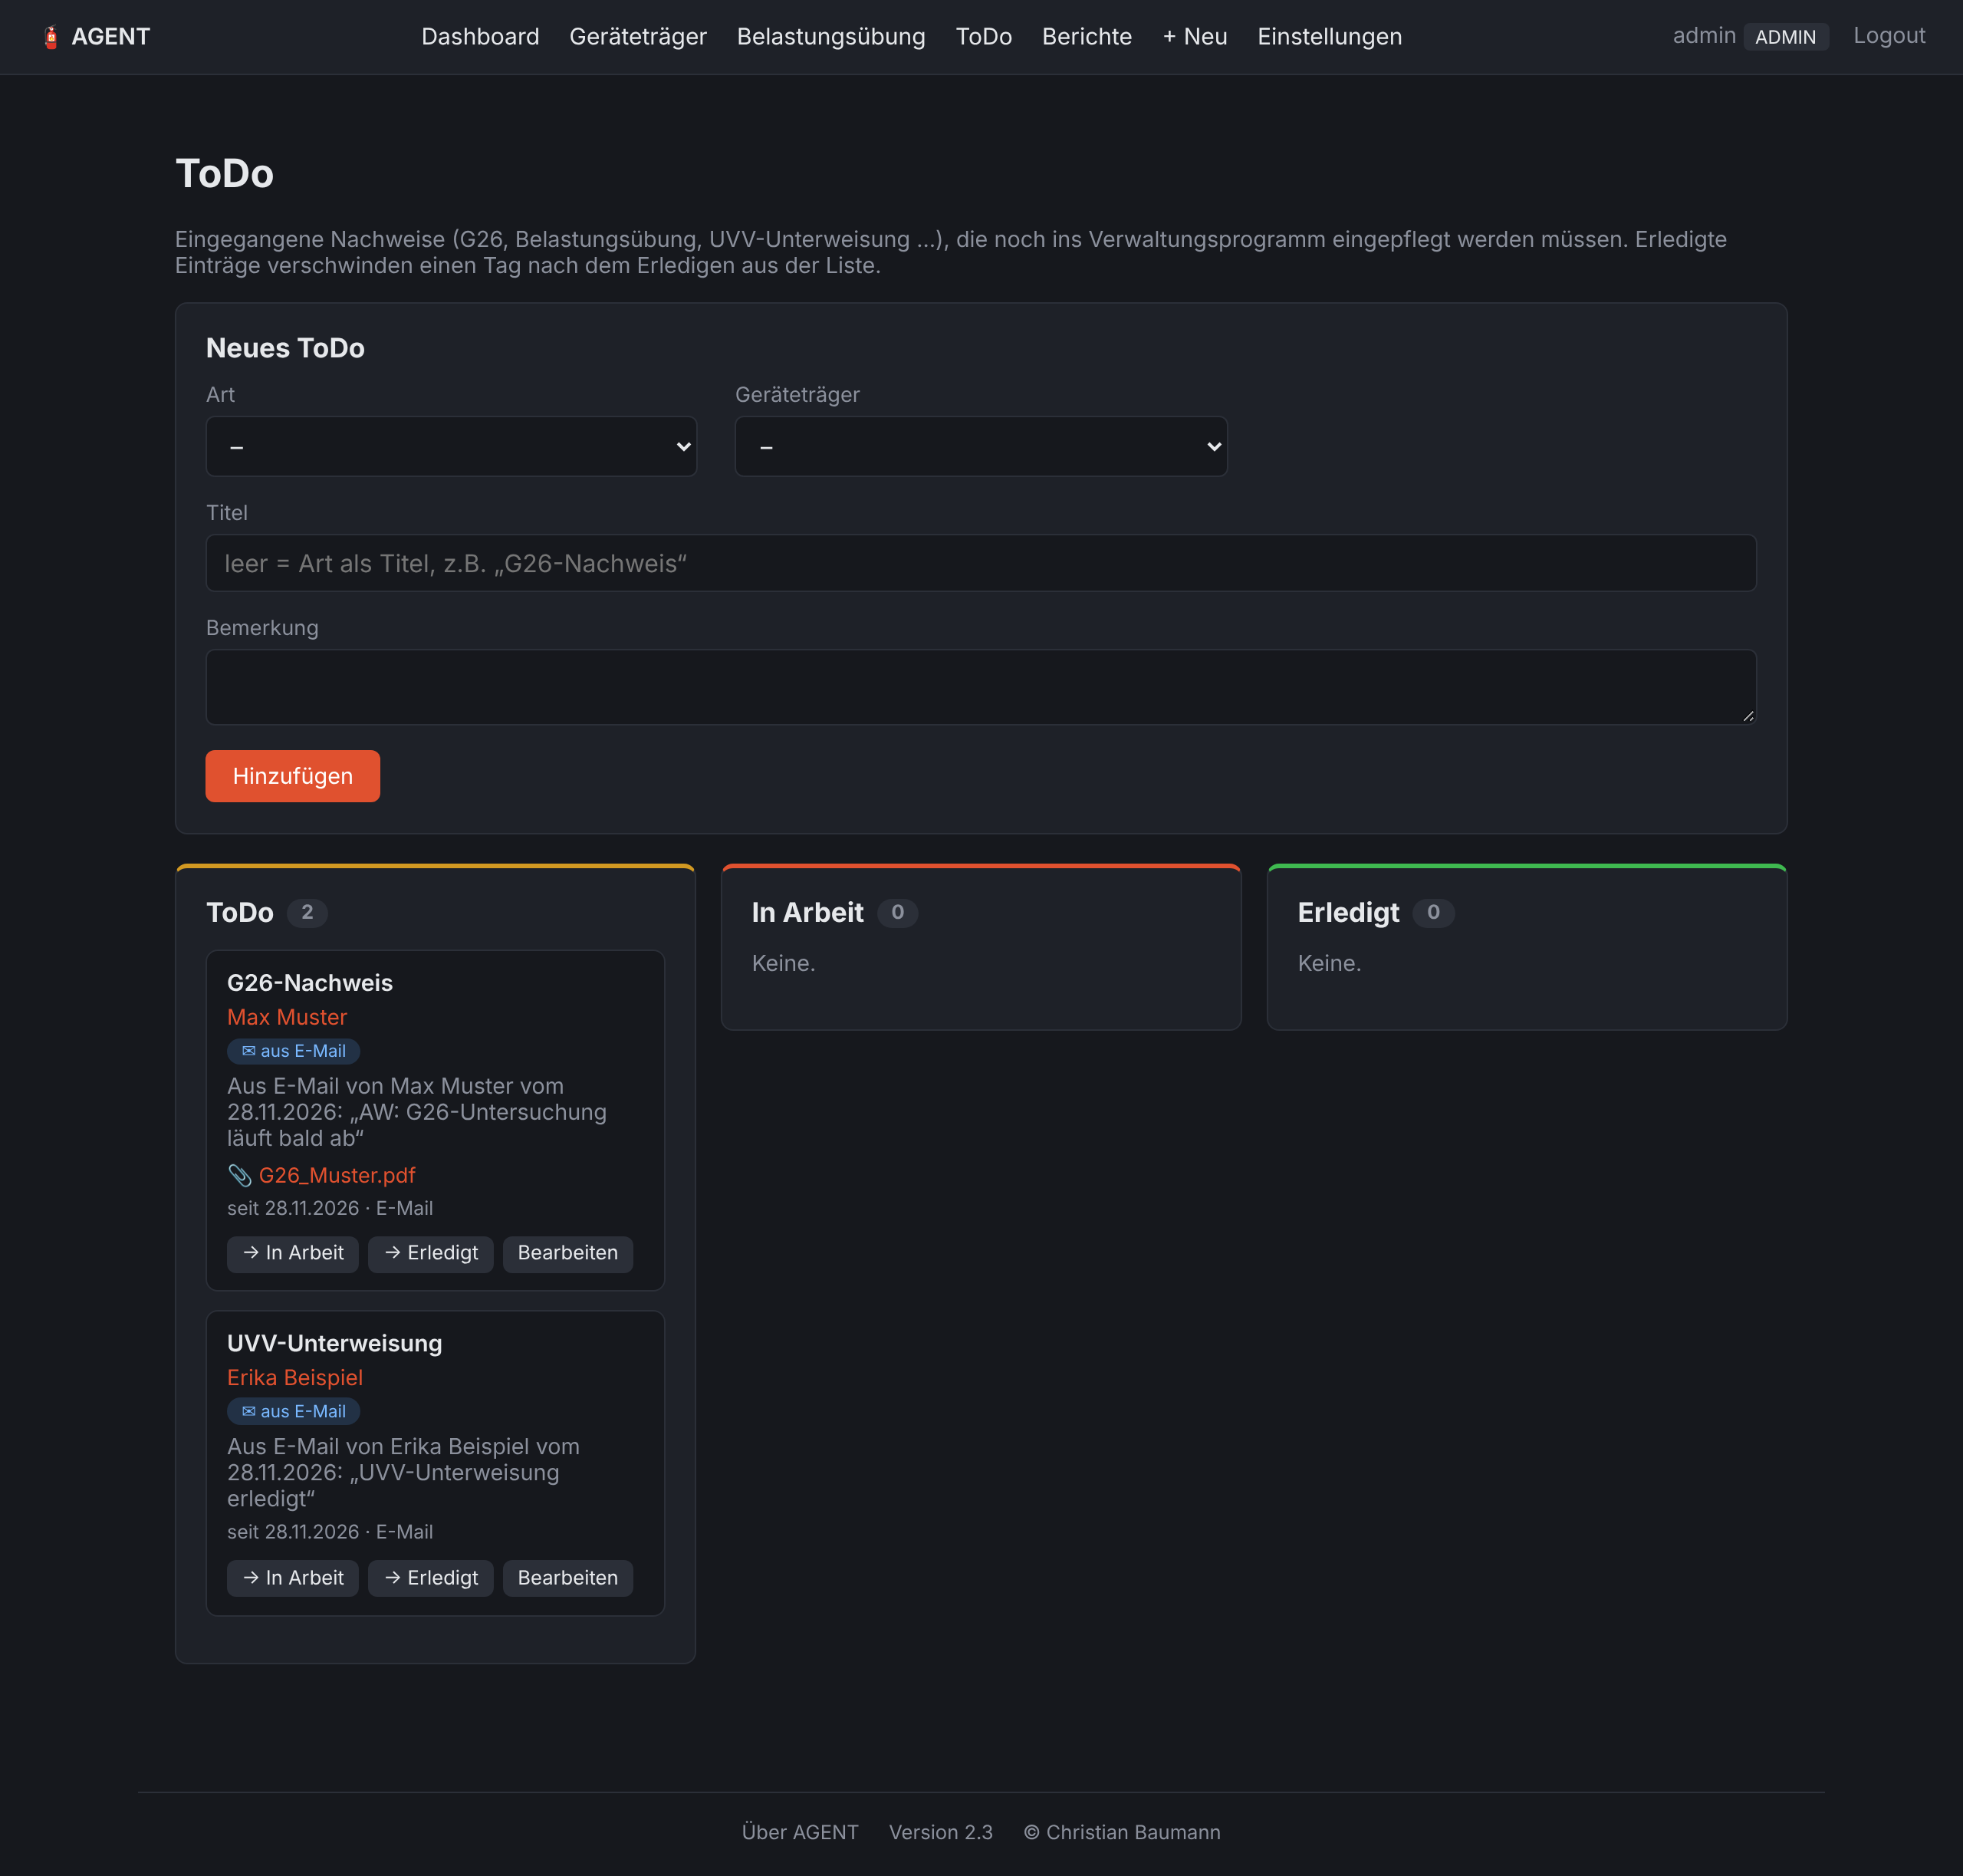 AGENT
Dashboard Geräteträger Belastungsübung ToDo Berichte + Neu Einstellungen
admin ADMIN Logout
ToDo
Eingegangene Nachweise (G26, Belastungsübung, UVV-Unterweisung ...), die noch ins Verwaltungsprogramm eingepflegt werden müssen. Erledigte
Einträge verschwinden einen Tag nach dem Erledigen aus der Liste.
Neues ToDo
Art
–
Geräteträger
–
Titel
leer = Art als Titel, z.B. „G26-Nachweis“
Bemerkung
Hinzufügen
ToDo 2
G26-Nachweis
Max Muster
✉ aus E-Mail
Aus E-Mail von Max Muster vom
28.11.2026: „AW: G26-Untersuchung
läuft bald ab“
📎 G26_Muster.pdf
seit 28.11.2026 · E-Mail
→ In Arbeit → Erledigt Bearbeiten
UVV-Unterweisung
Erika Beispiel
✉ aus E-Mail
Aus E-Mail von Erika Beispiel vom
28.11.2026: „UVV-Unterweisung
erledigt“
seit 28.11.2026 · E-Mail
→ In Arbeit → Erledigt Bearbeiten
In Arbeit 0
Keine.
Erledigt 0
Keine.
Über AGENT Version 2.3 © Christian Baumann